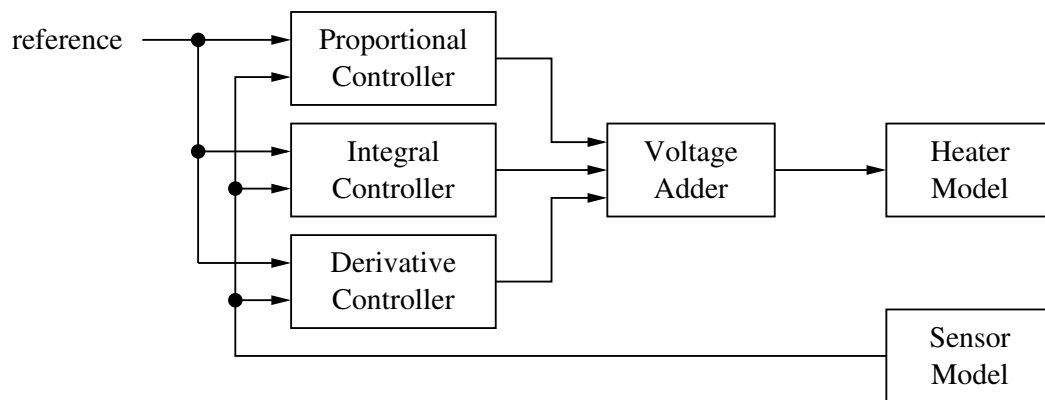 reference
Proportional
Controller
Integral
Controller
Derivative
Controller
Voltage
Adder
Heater
Model
Sensor
Model